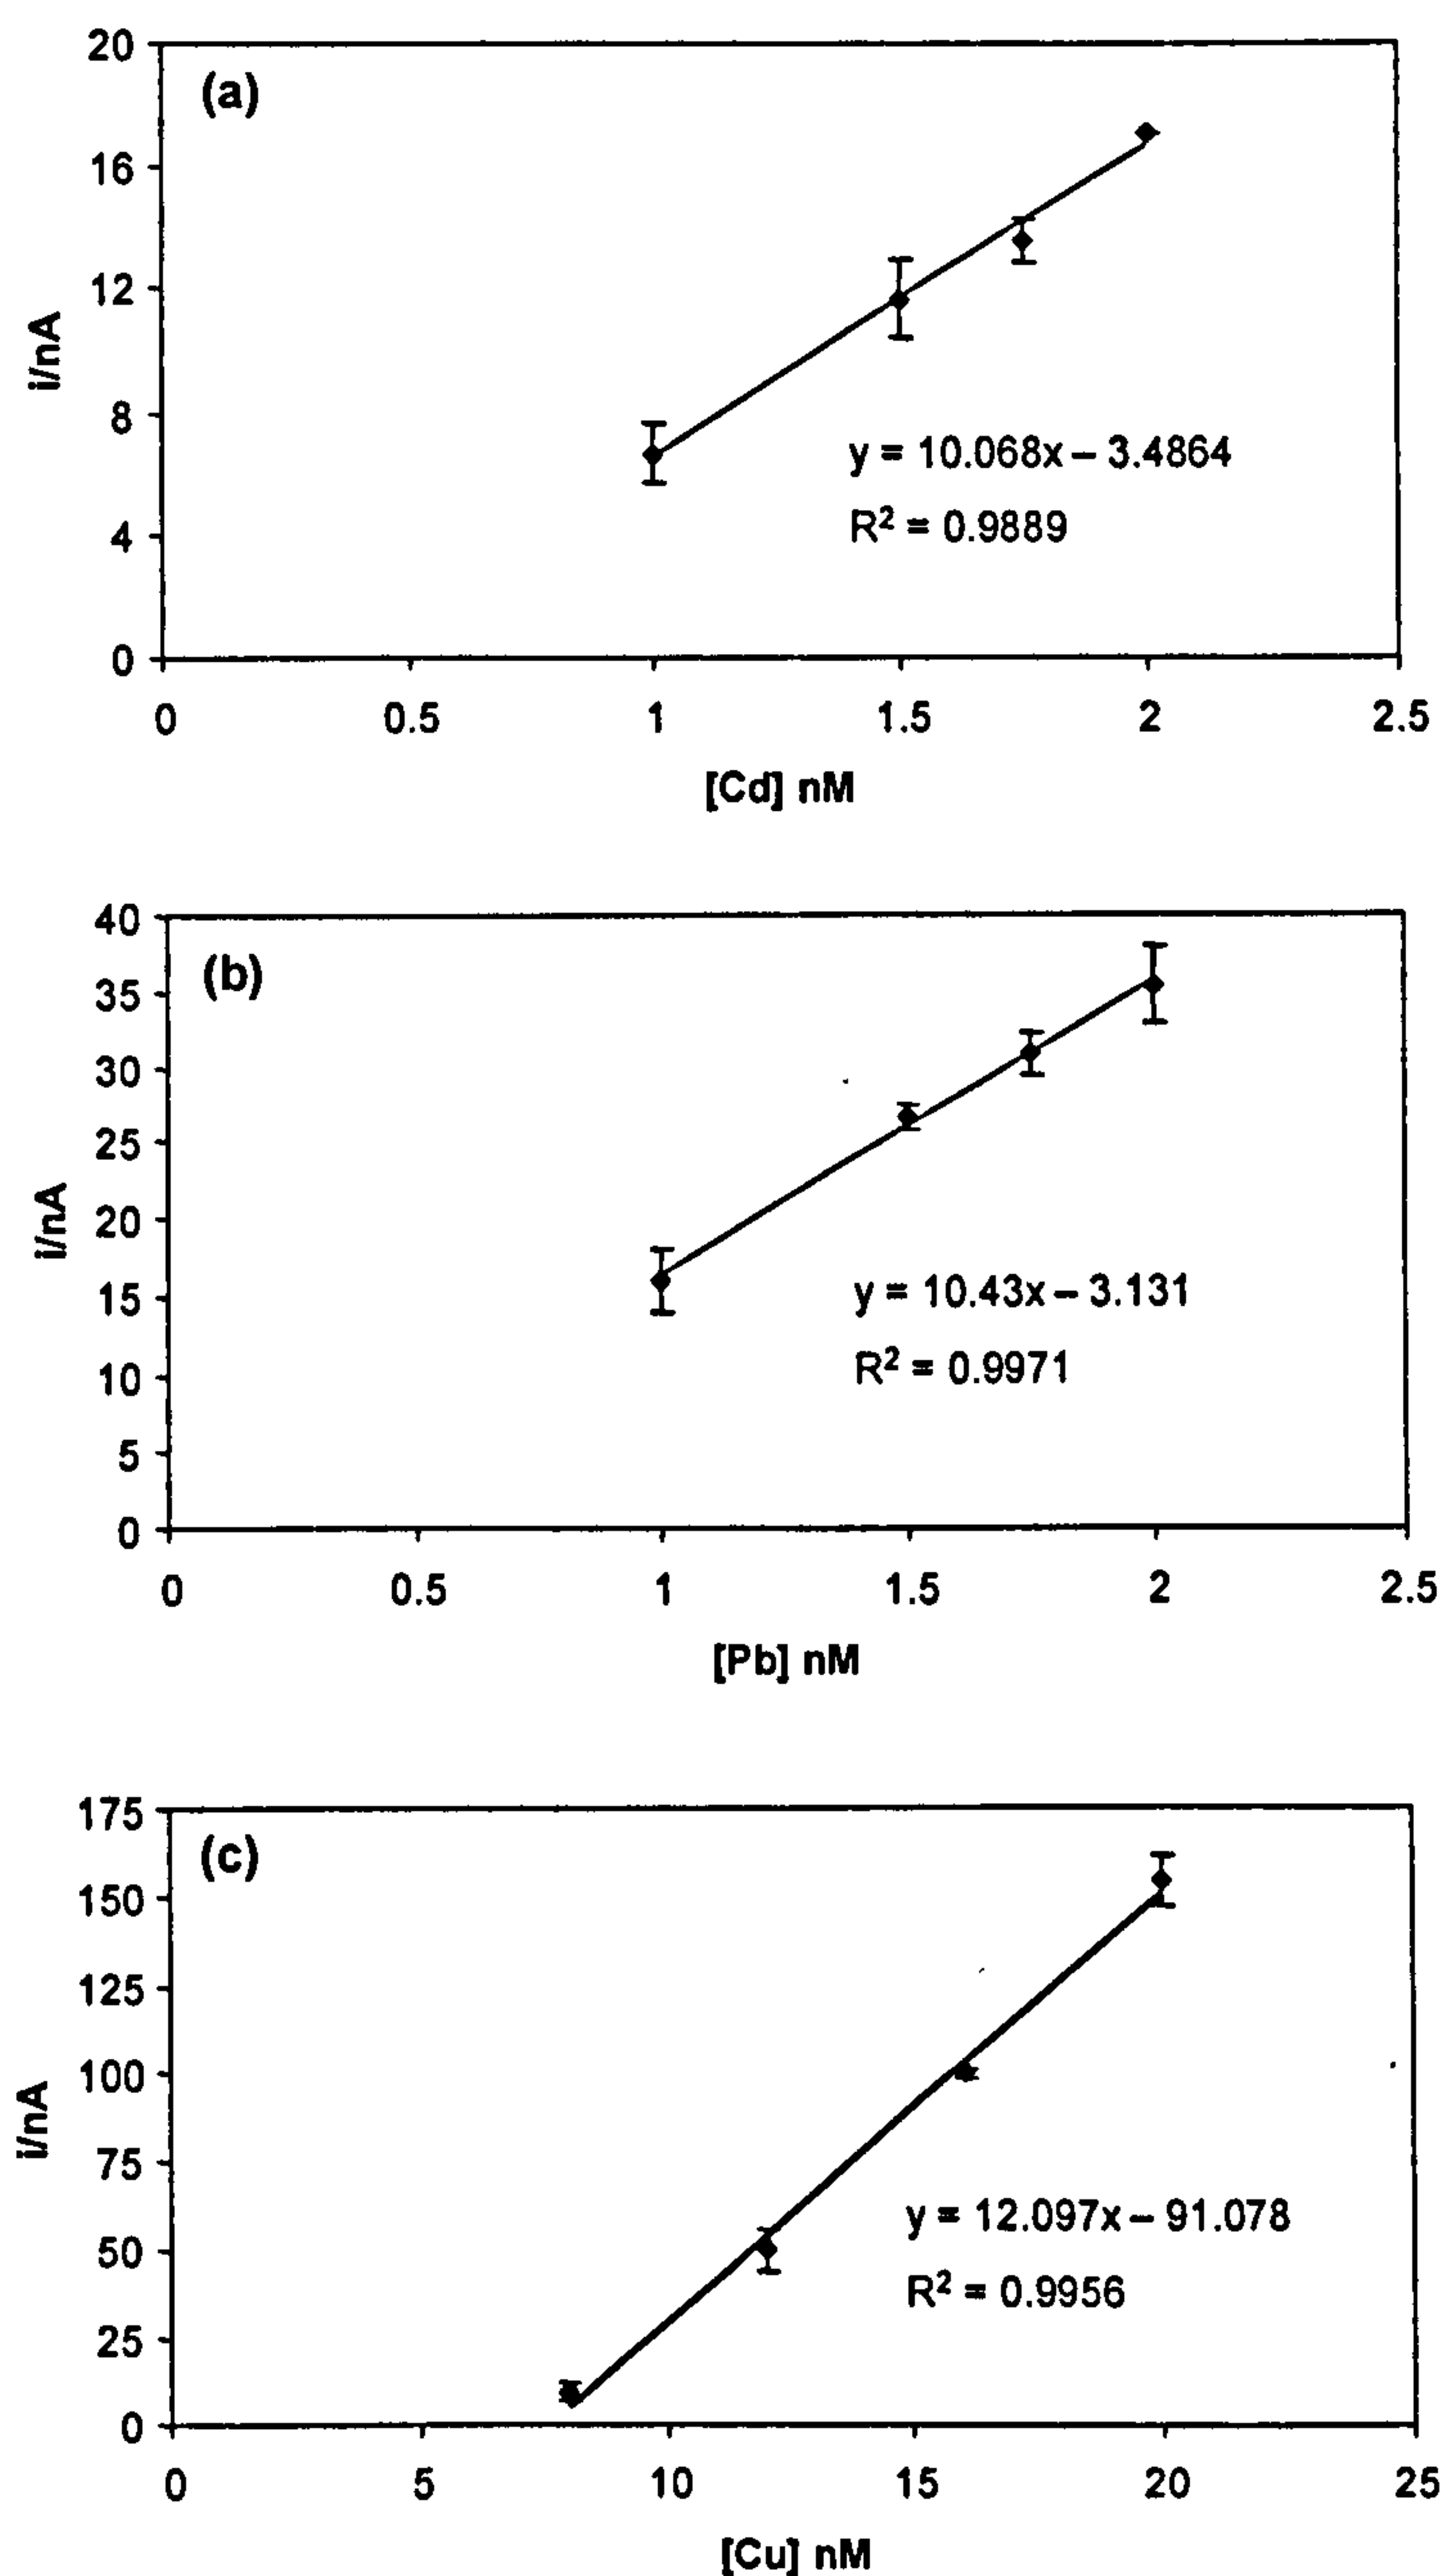 20
(a)
16
12
8
4
0
i/nA
y = 10.068x – 3.4864
R² = 0.9889
0 0.5 1 1.5 2 2.5
[Cd] nM
40
(b)
35
30
25
20
15
10
5
0
i/nA
y = 10.43x – 3.131
R² = 0.9971
0 0.5 1 1.5 2 2.5
[Pb] nM
175
(c)
150
125
100
75
50
25
0
i/nA
y = 12.097x – 91.078
R² = 0.9956
0 5 10 15 20 25
[Cu] nM